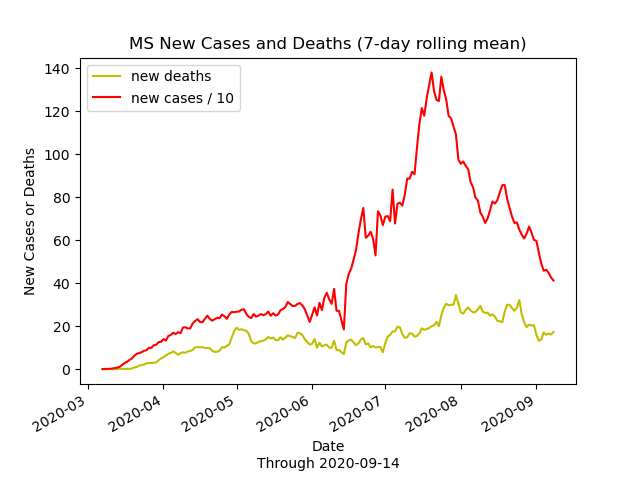 MS New Cases and Deaths (7-day rolling mean)
new deaths
new cases / 10
140
120
100
80
60
40
20
0
New Cases or Deaths
2020-03
2020-04
2020-05
2020-06
2020-07
2020-08
2020-09
Date
Through 2020-09-14